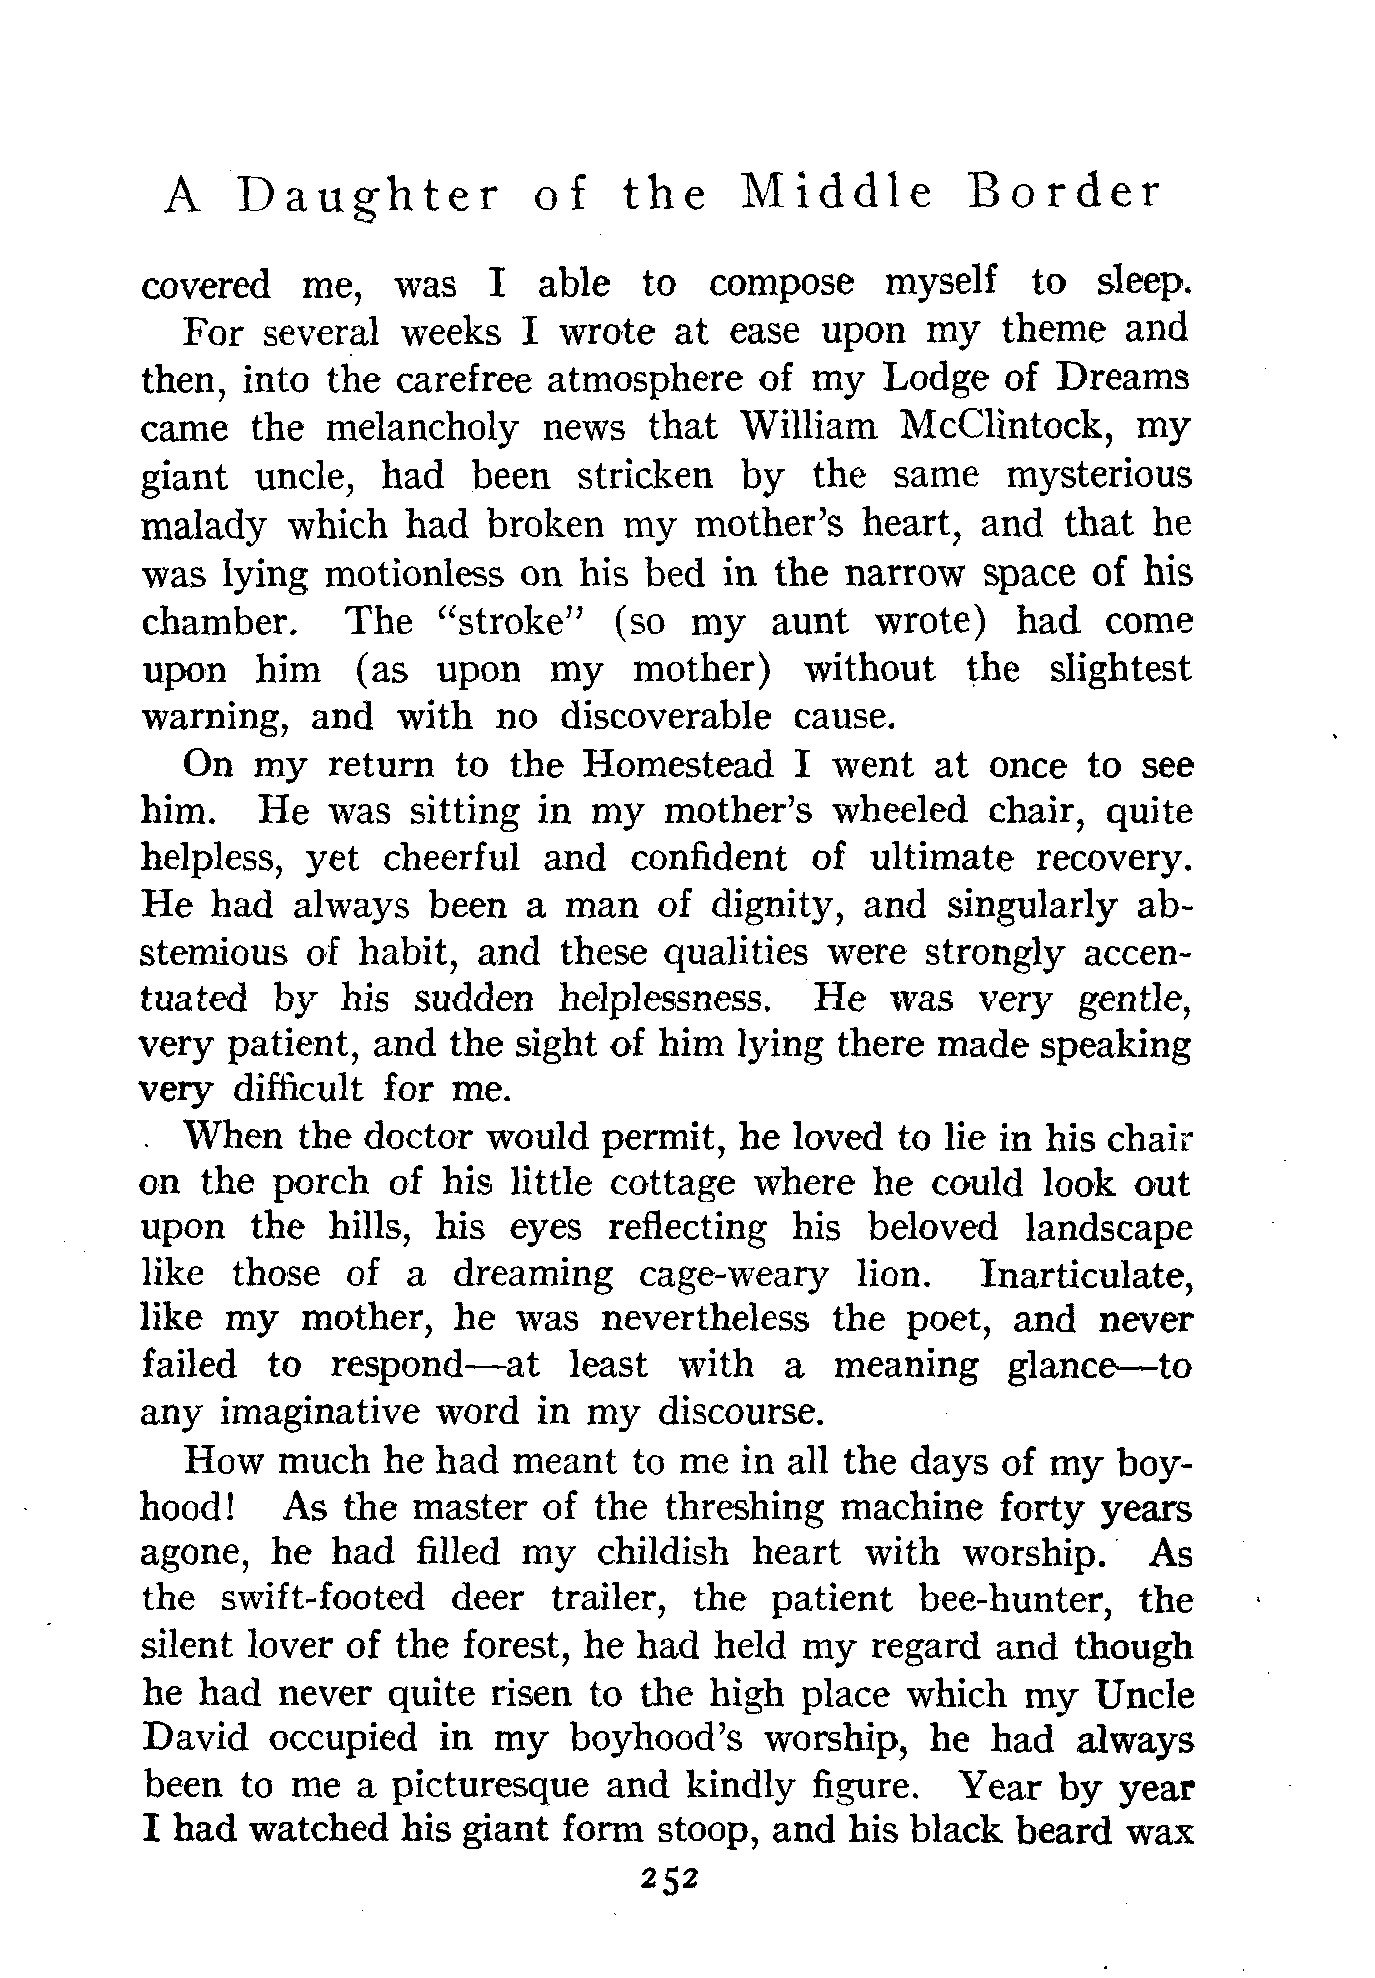 A Daughter of the Middle Border
covered me, was I able to compose myself to sleep.
For several weeks I wrote at ease upon my theme and
then, into the carefree atmosphere of my Lodge of Dreams
came the melancholy news that William McClintock, my
giant uncle, had been stricken by the same mysterious
malady which had broken my mother's heart, and that he
was lying motionless on his bed in the narrow space of his
chamber. The “stroke” (so my aunt wrote) had come
upon him (as upon my mother) without the slightest
warning, and with no discoverable cause.
On my return to the Homestead I went at once to see
him. He was sitting in my mother's wheeled chair, quite
helpless, yet cheerful and confident of ultimate recovery.
He had always been a man of dignity, and singularly ab-
stemious of habit, and these qualities were strongly accen-
tuated by his sudden helplessness. He was very gentle,
very patient, and the sight of him lying there made speaking
very difficult for me.
When the doctor would permit, he loved to lie in his chair
on the porch of his little cottage where he could look out
upon the hills, his eyes reflecting his beloved landscape
like those of a dreaming cage-weary lion. Inarticulate,
like my mother, he was nevertheless the poet, and never
failed to respond—at least with a meaning glance—to
any imaginative word in my discourse.
How much he had meant to me in all the days of my boy-
hood! As the master of the threshing machine forty years
agone, he had filled my childish heart with worship. As
the swift-footed deer trailer, the patient bee-hunter, the
silent lover of the forest, he had held my regard and though
he had never quite risen to the high place which my Uncle
David occupied in my boyhood's worship, he had always
been to me a picturesque and kindly figure. Year by year
I had watched his giant form stoop, and his black beard wax
252